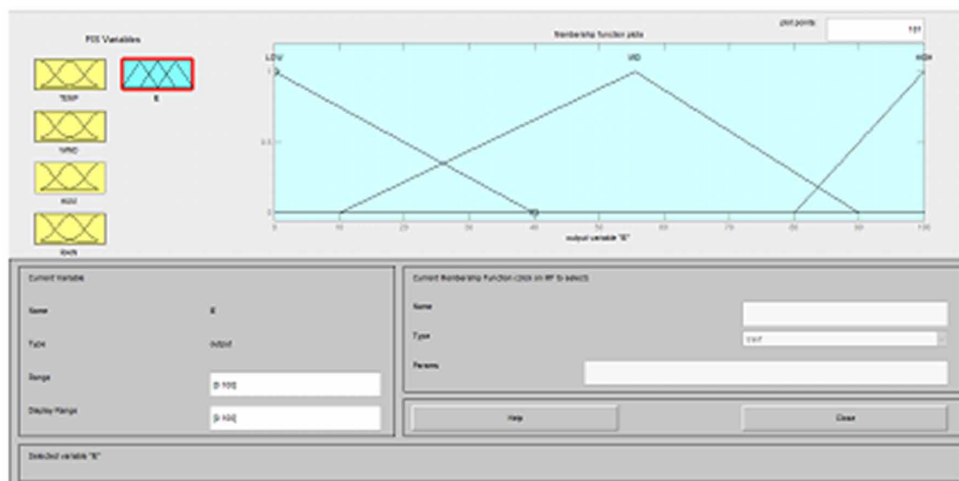 plot points:
181
FIS Variables
Membership function plots
LOW
MID
HIGH
TEMP
E
WIND
RAIN
1
0.5
0
0
10
20
30
40
50
60
70
80
90
100
output variable "E"
Current Variable
Name
E
Type
output
Range
[0 100]
Display Range
[0 100]
Current Membership Function (click on MF to select)
Name
Type
trimf
Params
Help
Close
Selected variable "E"